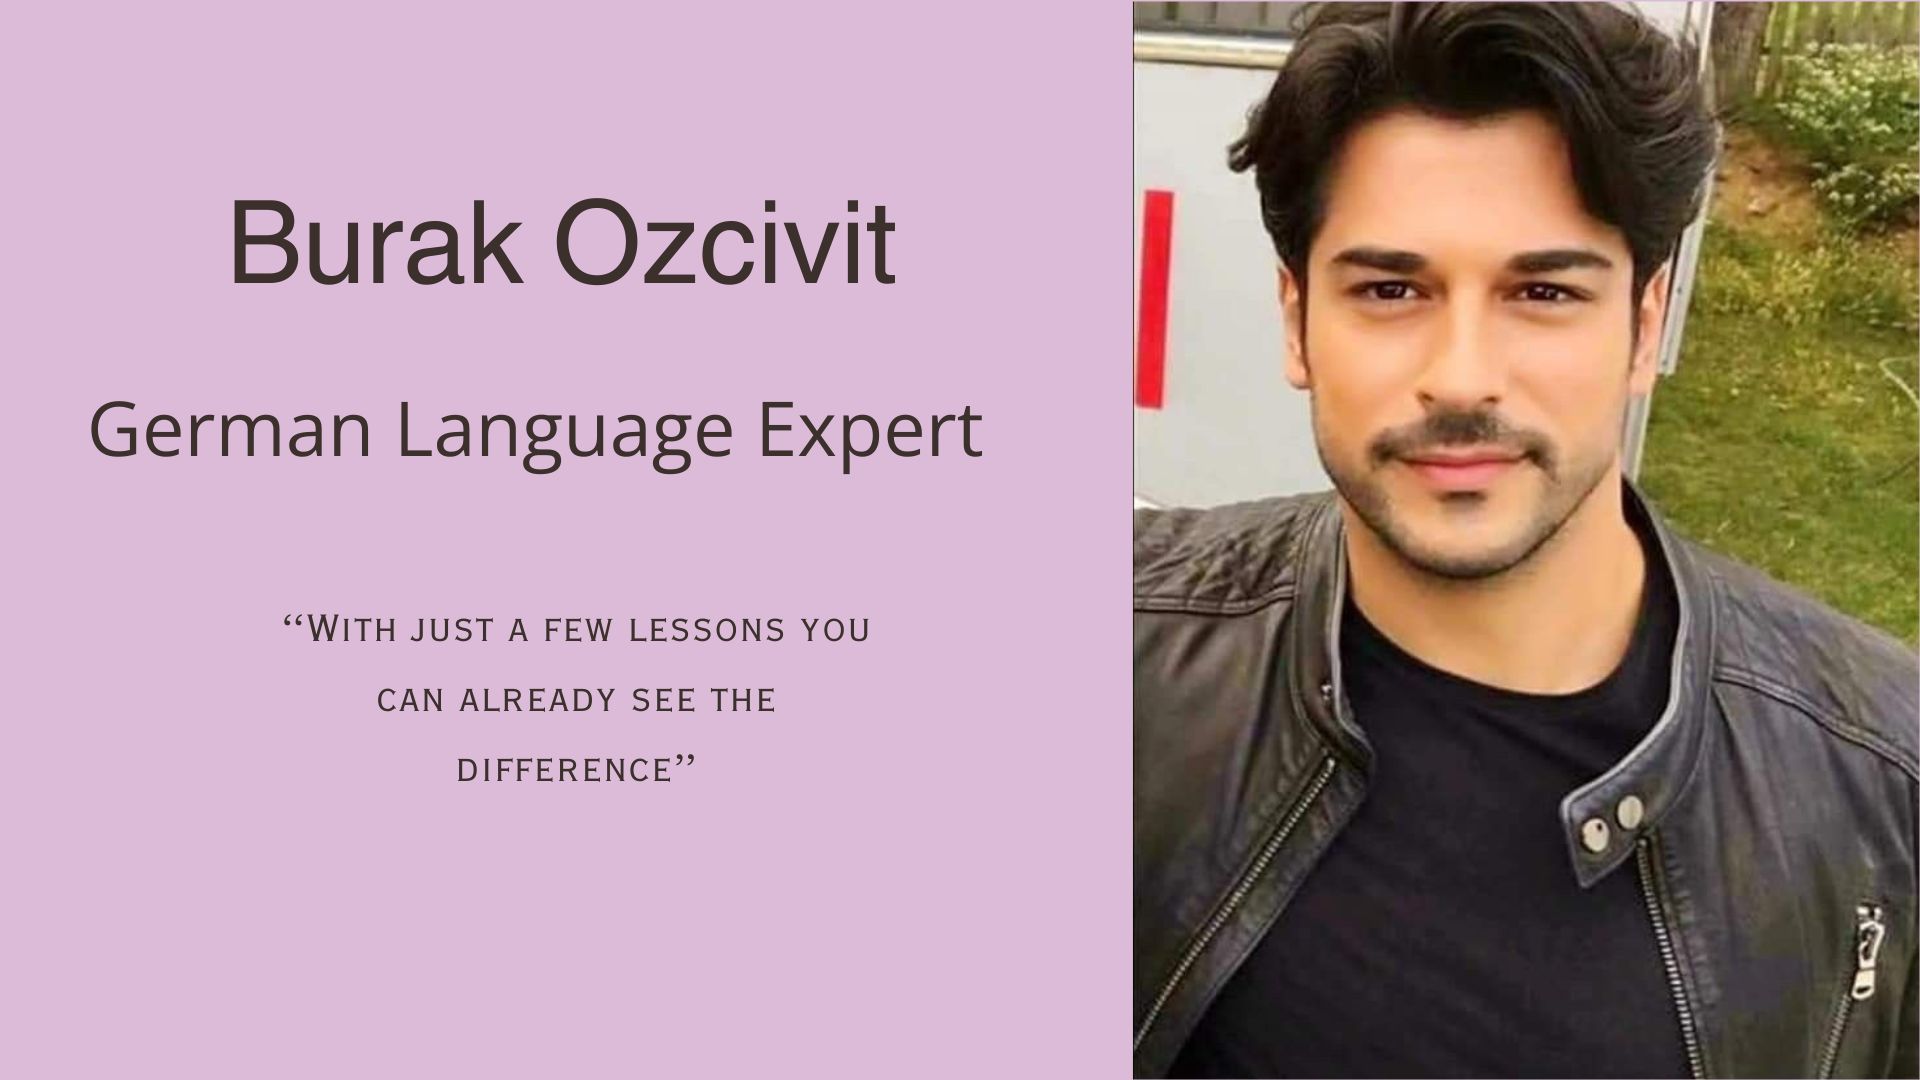 Burak Ozcivit
German Language Expert
“With just a few lessons you
can already see the
difference”